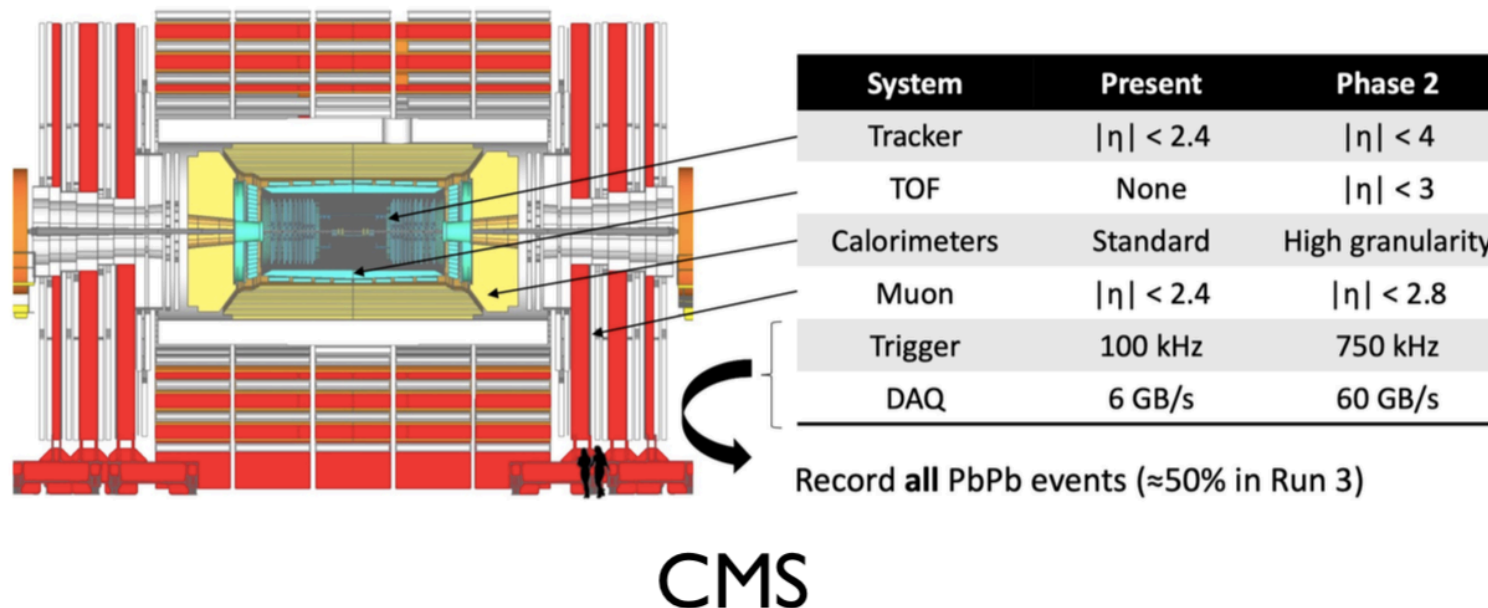 System Present Phase 2
Tracker |η| < 2.4 |η| < 4
TOF None |η| < 3
Calorimeters Standard High granularity
Muon |η| < 2.4 |η| < 2.8
Trigger 100 kHz 750 kHz
DAQ 6 GB/s 60 GB/s
Record all PbPb events (≈50% in Run 3)
CMS